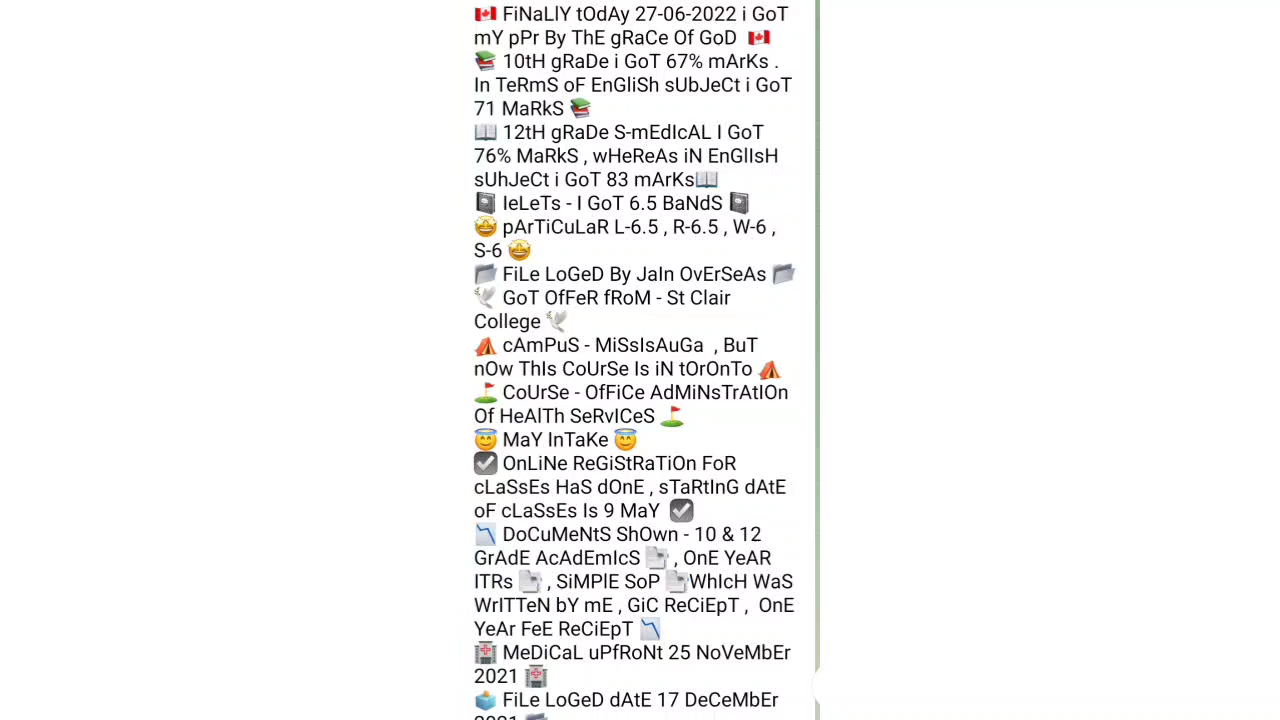 🇨🇦 FiNaLlY tOdAy 27-06-2022 i GoT
mY pPr By ThE gRaCe Of GoD 🇨🇦
📚 10tH gRaDe i GoT 67% mArKs .
In TeRmS oF EnGliSh sUbJeCt i GoT
71 MaRkS 📚
📖 12tH gRaDe S-mEdIcAL I GoT
76% MaRkS , wHeReAs iN EnGlIsH
sUhJeCt i GoT 83 mArKs📖
📓 IeLeTs - I GoT 6.5 BaNdS 📓
🤩 pArTiCuLaR L-6.5 , R-6.5 , W-6 ,
S-6 🤩
📁 FiLe LoGeD By JaIn OvErSeAs 📁
🕊 GoT OfFeR fRoM - St Clair
College 🕊
⛺ cAmPuS - MiSsIsAuGa , BuT
nOw ThIs CoUrSe Is iN tOrOnTo ⛺
⛳ CoUrSe - OfFiCe AdMiNsTrAtIOn
Of HeAlTh SeRvICeS ⛳
😇 MaY InTaKe 😇
☑️ OnLiNe ReGiStRaTiOn FoR
cLaSsEs HaS dOnE , sTaRtInG dAtE
oF cLaSsEs Is 9 MaY ☑️
📉 DoCuMeNtS ShOwn - 10 & 12
GrAdE AcAdEmIcS 📑 , OnE YeAR
ITRs 📑 , SiMPlE SoP 📑WhIcH WaS
WrITTeN bY mE , GiC ReCiEpT , OnE
YeAr FeE ReCiEpT 📉
🏥 MeDiCaL uPfRoNt 25 NoVeMbEr
2021 🏥
🗳 FiLe LoGeD dAtE 17 DeCeMbEr
2021 📁